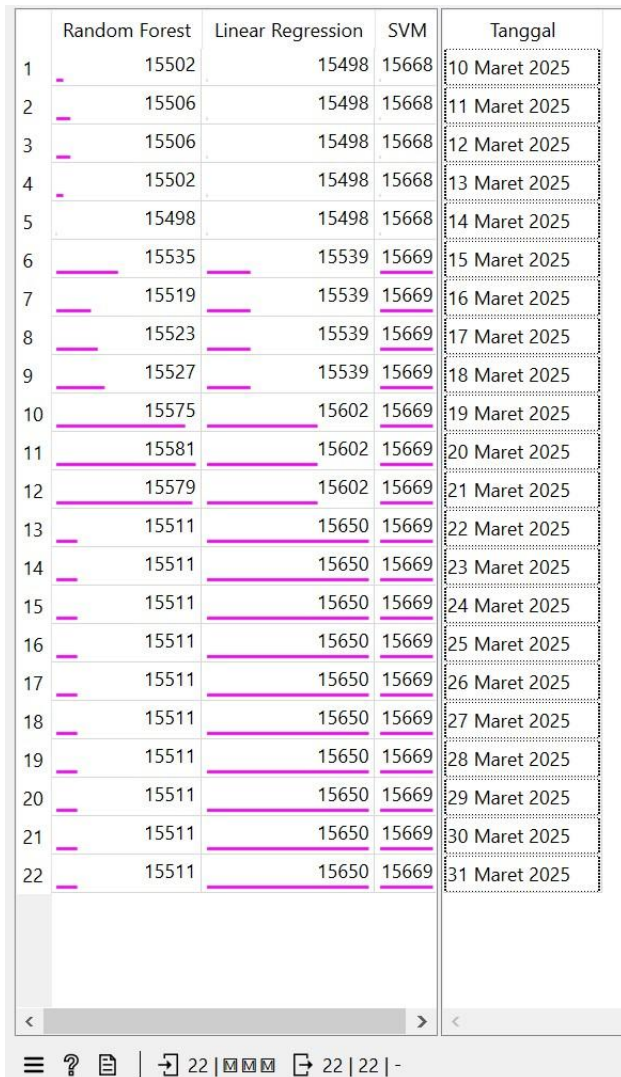 Random Forest Linear Regression SVM Tanggal
1 15502 15498 15668 10 Maret 2025
2 15506 15498 15668 11 Maret 2025
3 15506 15498 15668 12 Maret 2025
4 15502 15498 15668 13 Maret 2025
5 15498 15498 15668 14 Maret 2025
6 15535 15539 15669 15 Maret 2025
7 15519 15539 15669 16 Maret 2025
8 15523 15539 15669 17 Maret 2025
9 15527 15539 15669 18 Maret 2025
10 15575 15602 15669 19 Maret 2025
11 15581 15602 15669 20 Maret 2025
12 15579 15602 15669 21 Maret 2025
13 15511 15650 15669 22 Maret 2025
14 15511 15650 15669 23 Maret 2025
15 15511 15650 15669 24 Maret 2025
16 15511 15650 15669 25 Maret 2025
17 15511 15650 15669 26 Maret 2025
18 15511 15650 15669 27 Maret 2025
19 15511 15650 15669 28 Maret 2025
20 15511 15650 15669 29 Maret 2025
21 15511 15650 15669 30 Maret 2025
22 15511 15650 15669 31 Maret 2025
? 22 | 🄼🄼🄼 22 | 22 | -